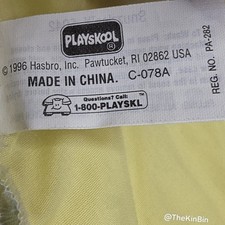 PLAYSKOOL
© 1996 Hasbro, Inc. Pawtucket, RI 02862 USA
MADE IN CHINA. C-078A
REG. NO. PA-282
Questions? Call:
1-800-PLAYSKL
@TheKinBin